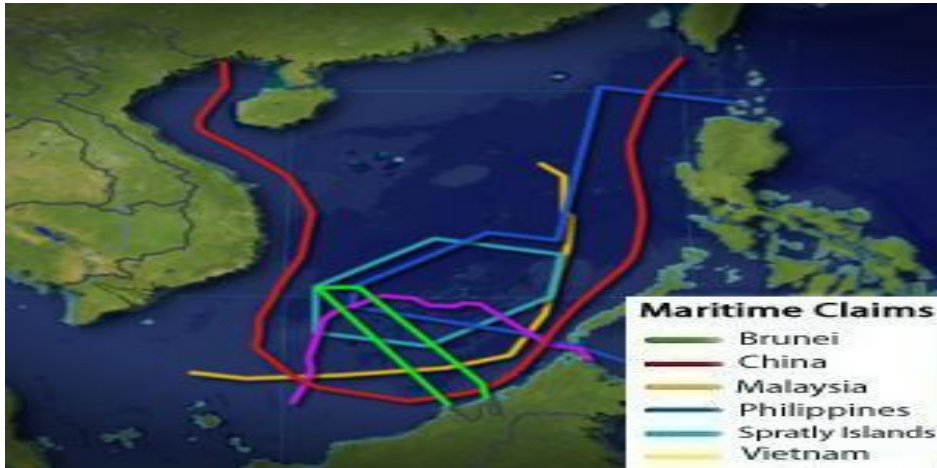 Maritime Claims
Brunei
China
Malaysia
Philippines
Spratly Islands
Vietnam